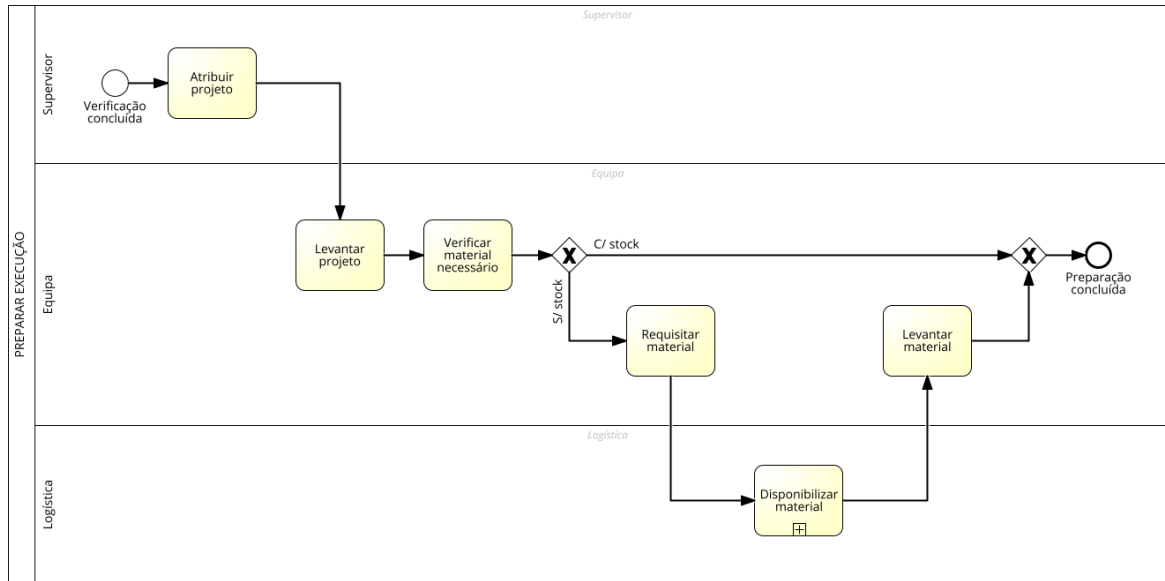 PREPARAR EXECUÇÃO
Supervisor
Supervisor
Verificação
concluída
Atribuir
projeto
Equipa
Equipa
Levantar
projeto
Verificar
material
necessário
C/ stock
S/ stock
Requisitar
material
Levantar
material
Preparação
concluída
Logística
Logística
Disponibilizar
material